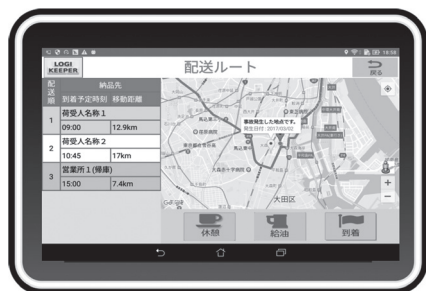 18:58
LOGI
KEEPER
配送ルート
戻る
配送順
納品先
到着予定時刻 移動距離
1
荷受人名称1
09:00 12.9km
2
荷受人名称2
10:45 17km
3
営業所1(帰庫)
15:00 7.4km
事故発生した地点です。
発生日付:2017/03/02
大田区
+
−
休憩
給油
到着